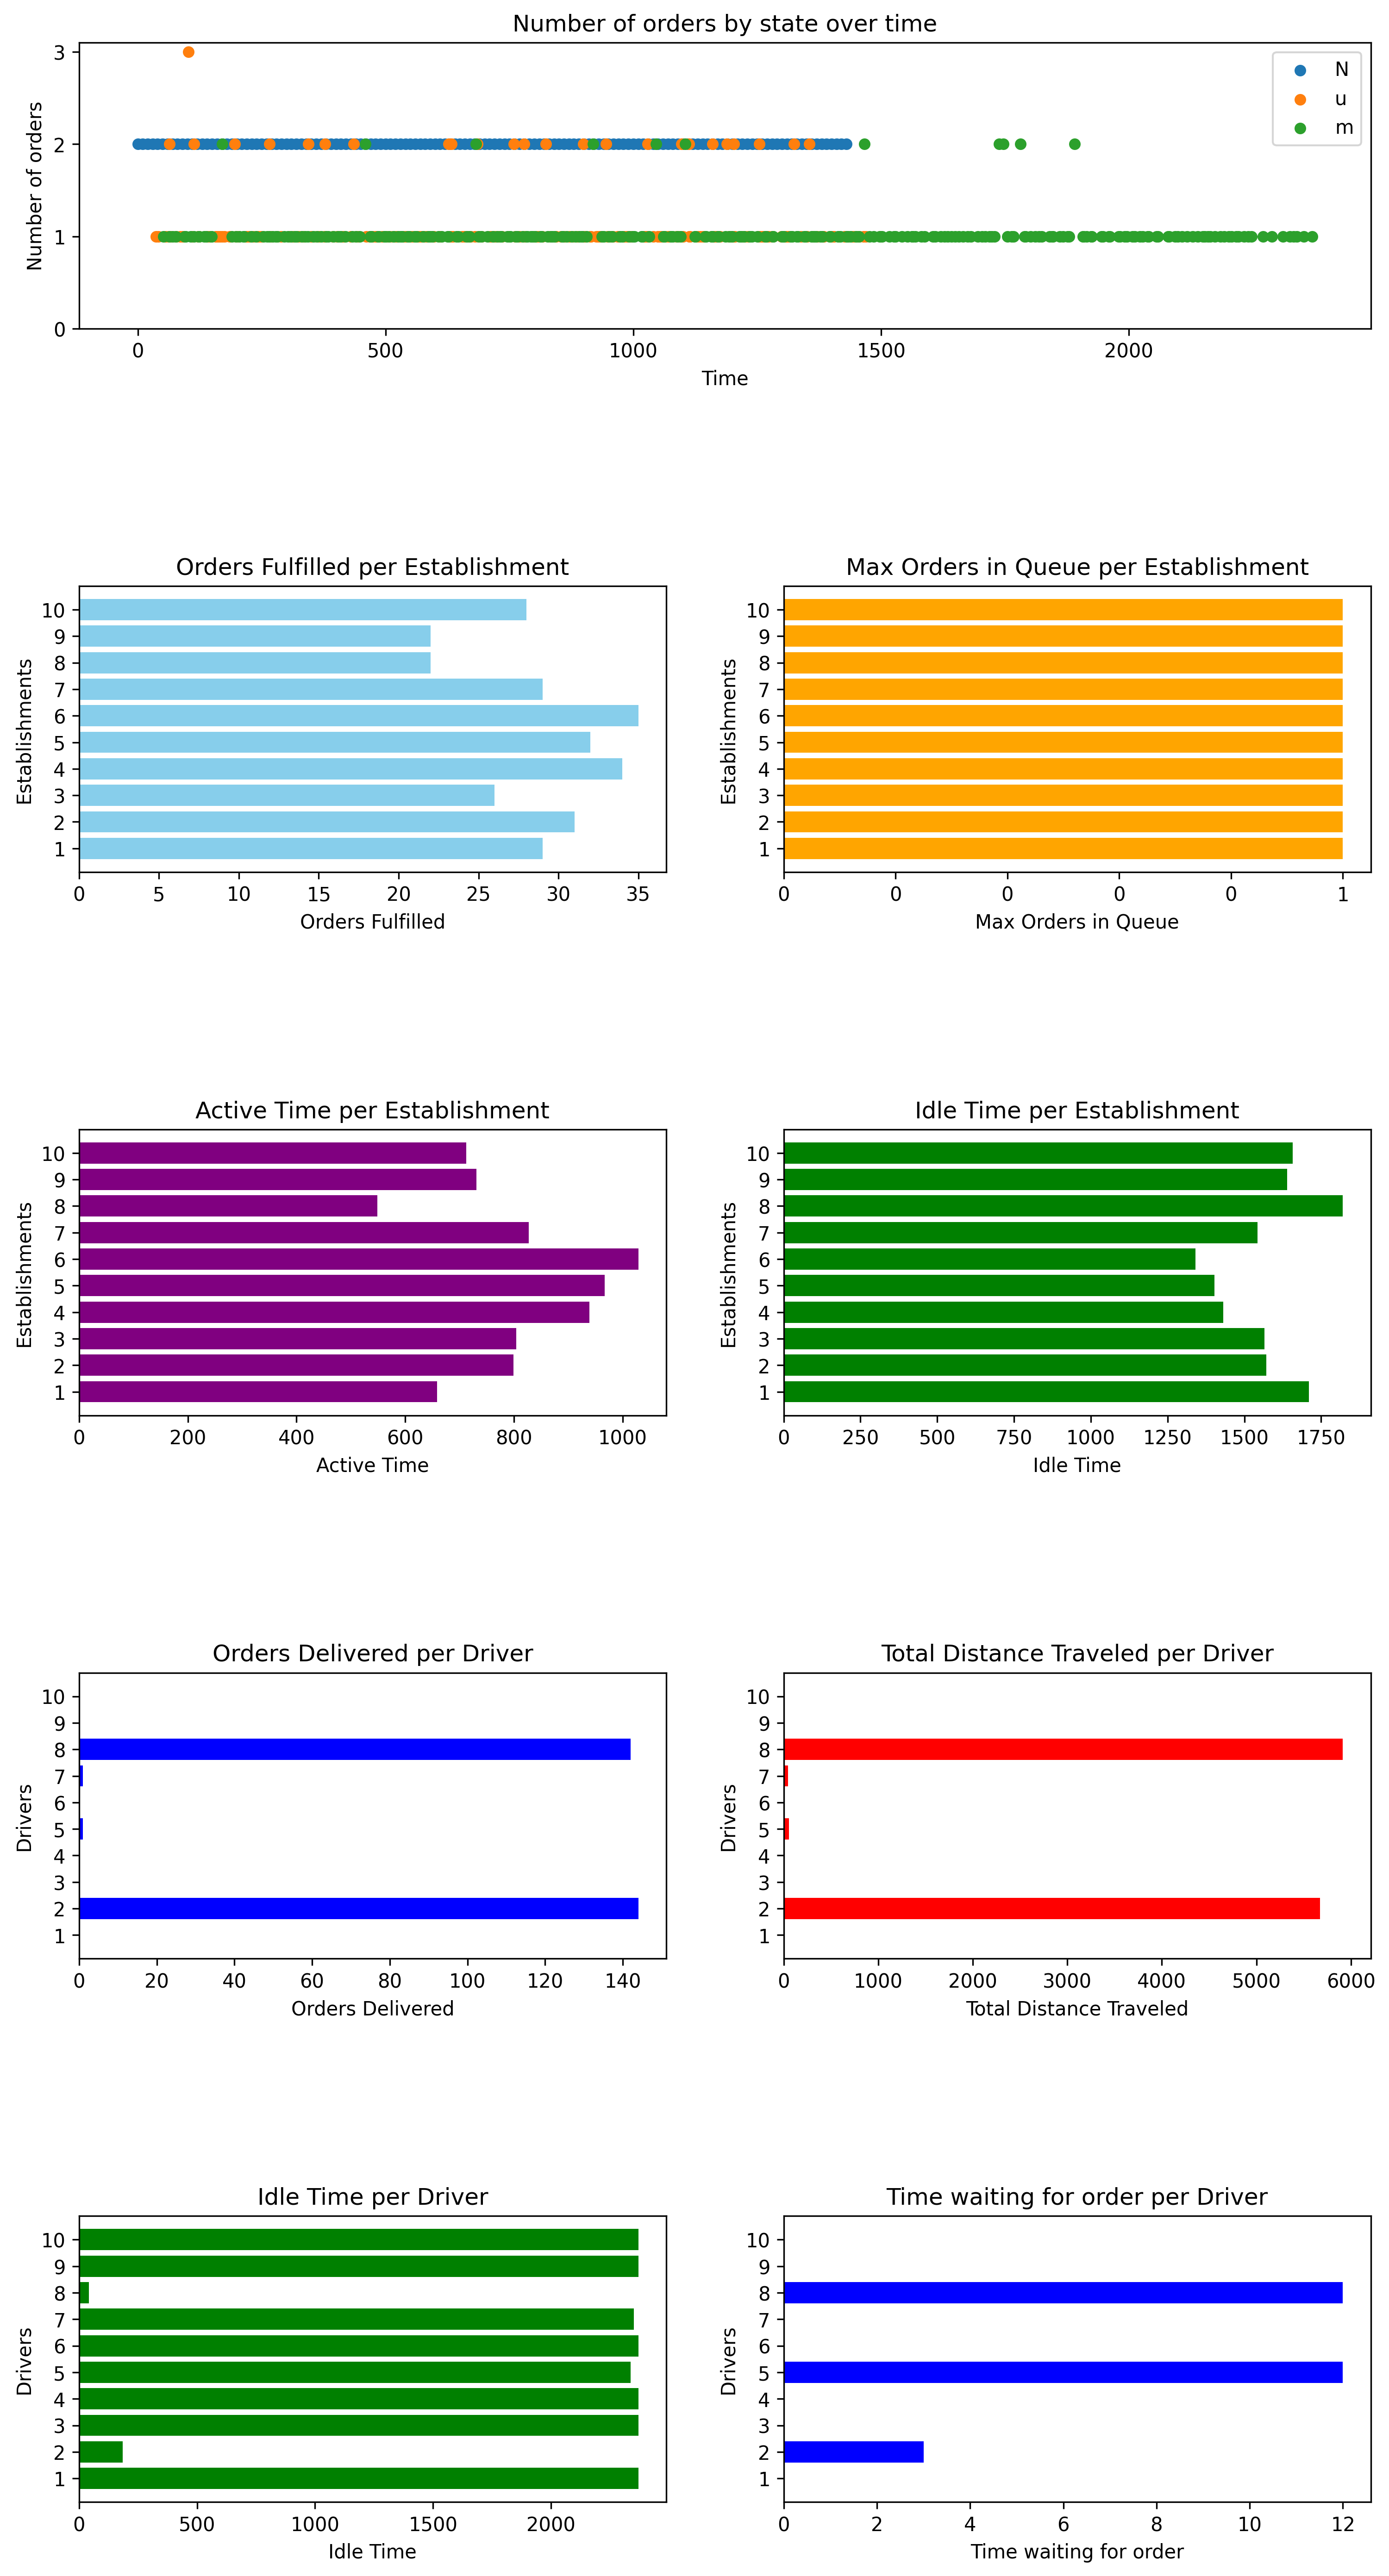 Number of orders by state over time
Number of orders
3
2
1
0
N
u
m
0 500 1000 1500 2000
Time
Orders Fulfilled per Establishment
Establishments
10
9
8
7
6
5
4
3
2
1
0 5 10 15 20 25 30 35
Orders Fulfilled
Max Orders in Queue per Establishment
Establishments
10
9
8
7
6
5
4
3
2
1
0 0 0 0 0 1
Max Orders in Queue
Active Time per Establishment
Establishments
10
9
8
7
6
5
4
3
2
1
0 200 400 600 800 1000
Active Time
Idle Time per Establishment
Establishments
10
9
8
7
6
5
4
3
2
1
0 250 500 750 1000 1250 1500 1750
Idle Time
Orders Delivered per Driver
Drivers
10
9
8
7
6
5
4
3
2
1
0 20 40 60 80 100 120 140
Orders Delivered
Total Distance Traveled per Driver
Drivers
10
9
8
7
6
5
4
3
2
1
0 1000 2000 3000 4000 5000 6000
Total Distance Traveled
Idle Time per Driver
Drivers
10
9
8
7
6
5
4
3
2
1
0 500 1000 1500 2000
Idle Time
Time waiting for order per Driver
Drivers
10
9
8
7
6
5
4
3
2
1
0 2 4 6 8 10 12
Time waiting for order